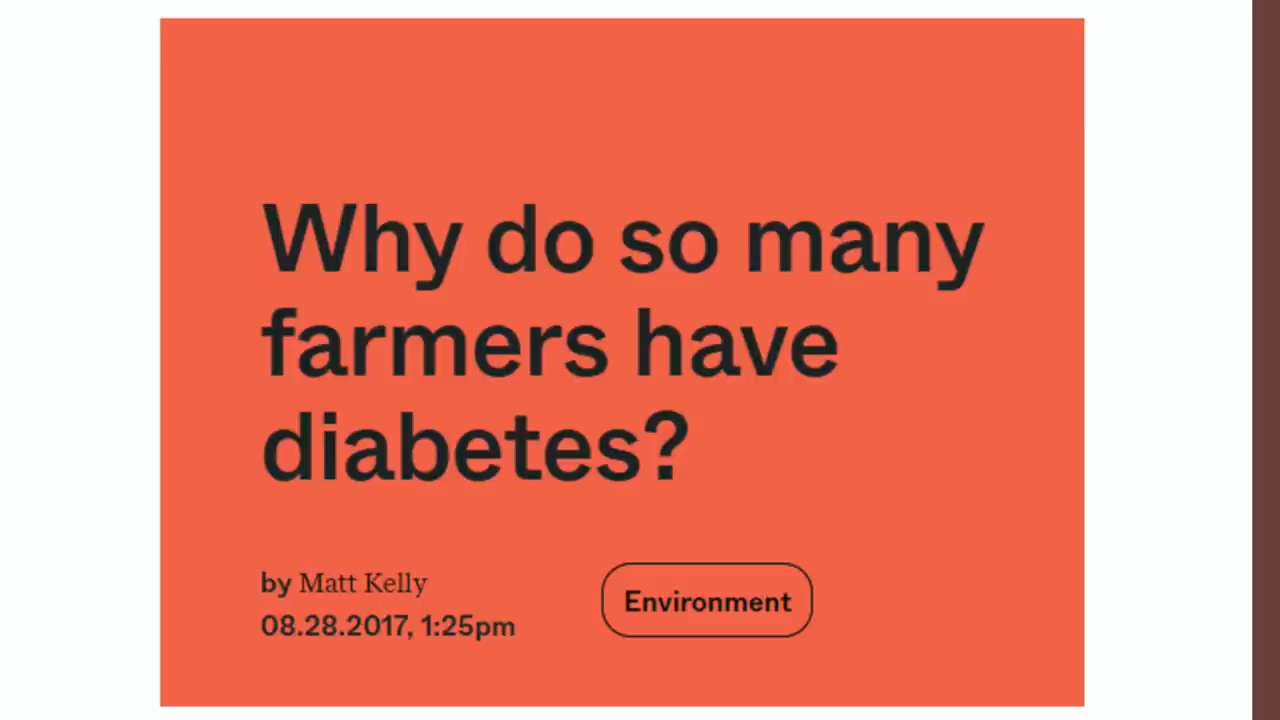 Why do so many
farmers have
diabetes?
by Matt Kelly
08.28.2017, 1:25pm
Environment